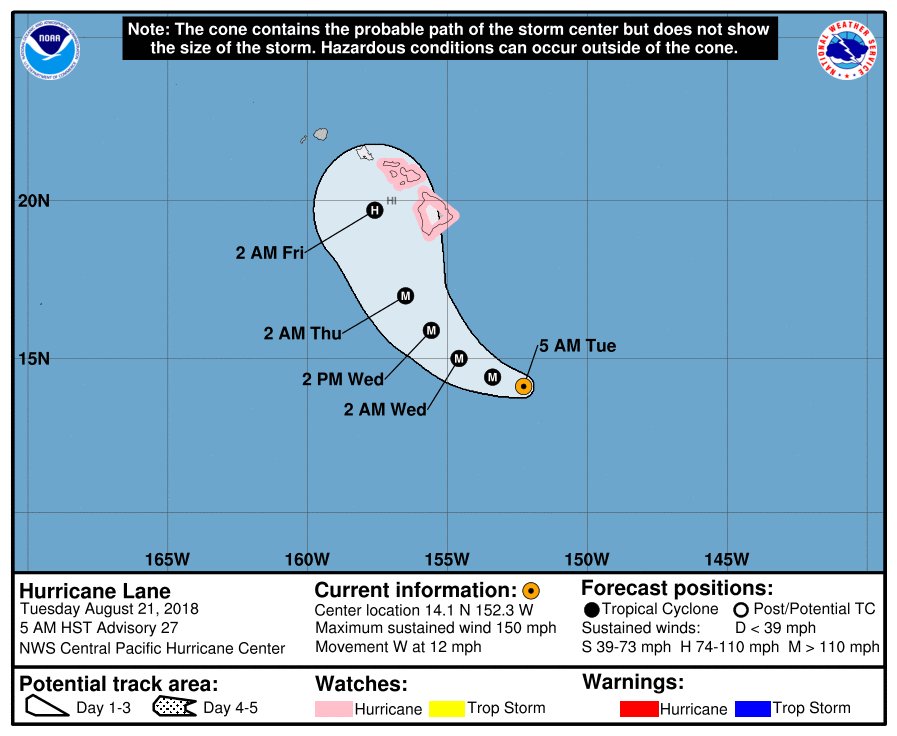 Note: The cone contains the probable path of the storm center but does not show
the size of the storm. Hazardous conditions can occur outside of the cone.
NOAA
NATIONAL WEATHER SERVICE
20N
HI
H
2 AM Fri
M
2 AM Thu
M
5 AM Tue
15N
M
2 PM Wed
M
2 AM Wed
165W 160W 155W 150W 145W
Hurricane Lane
Tuesday August 21, 2018
5 AM HST Advisory 27
NWS Central Pacific Hurricane Center
Current information:
Center location 14.1 N 152.3 W
Maximum sustained wind 150 mph
Movement W at 12 mph
Forecast positions:
Tropical Cyclone Post/Potential TC
Sustained winds: D < 39 mph
S 39-73 mph H 74-110 mph M > 110 mph
Potential track area:
Day 1-3 Day 4-5
Watches:
Hurricane Trop Storm
Warnings:
Hurricane Trop Storm